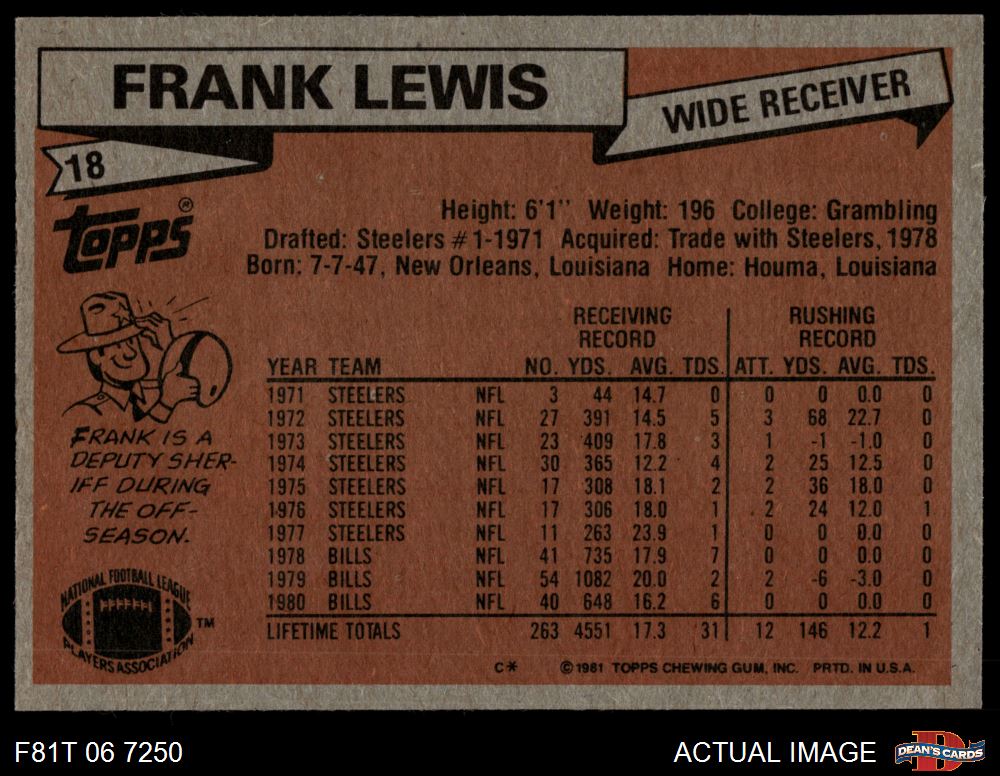 FRANK LEWIS
WIDE RECEIVER
18
TOPPS®
Height: 6'1" Weight: 196 College: Grambling
Drafted: Steelers #1-1971 Acquired: Trade with Steelers, 1978
Born: 7-7-47, New Orleans, Louisiana Home: Houma, Louisiana
RECEIVING RECORD RUSHING RECORD
YEAR TEAM NO. YDS. AVG. TDS. ATT. YDS. AVG. TDS.
1971 STEELERS NFL 3 44 14.7 0 0 0 0.0 0
1972 STEELERS NFL 27 391 14.5 5 3 68 22.7 0
1973 STEELERS NFL 23 409 17.8 3 1 -1 -1.0 0
1974 STEELERS NFL 30 365 12.2 4 2 25 12.5 0
1975 STEELERS NFL 17 308 18.1 2 2 36 18.0 0
1976 STEELERS NFL 17 306 18.0 1 2 24 12.0 1
1977 STEELERS NFL 11 263 23.9 1 0 0 0.0 0
1978 BILLS NFL 41 735 17.9 7 0 0 0.0 0
1979 BILLS NFL 54 1082 20.0 2 2 -6 -3.0 0
1980 BILLS NFL 40 648 16.2 6 0 0 0.0 0
LIFETIME TOTALS 263 4551 17.3 31 12 146 12.2 1
FRANK IS A
DEPUTY SHER-
IFF DURING
THE OFF-
SEASON.
NATIONAL FOOTBALL LEAGUE
PLAYERS ASSOCIATION
TM
C* ©1981 TOPPS CHEWING GUM, INC. PRTD. IN U.S.A.
F81T 06 7250
ACTUAL IMAGE
D
DEAN'S CARDS